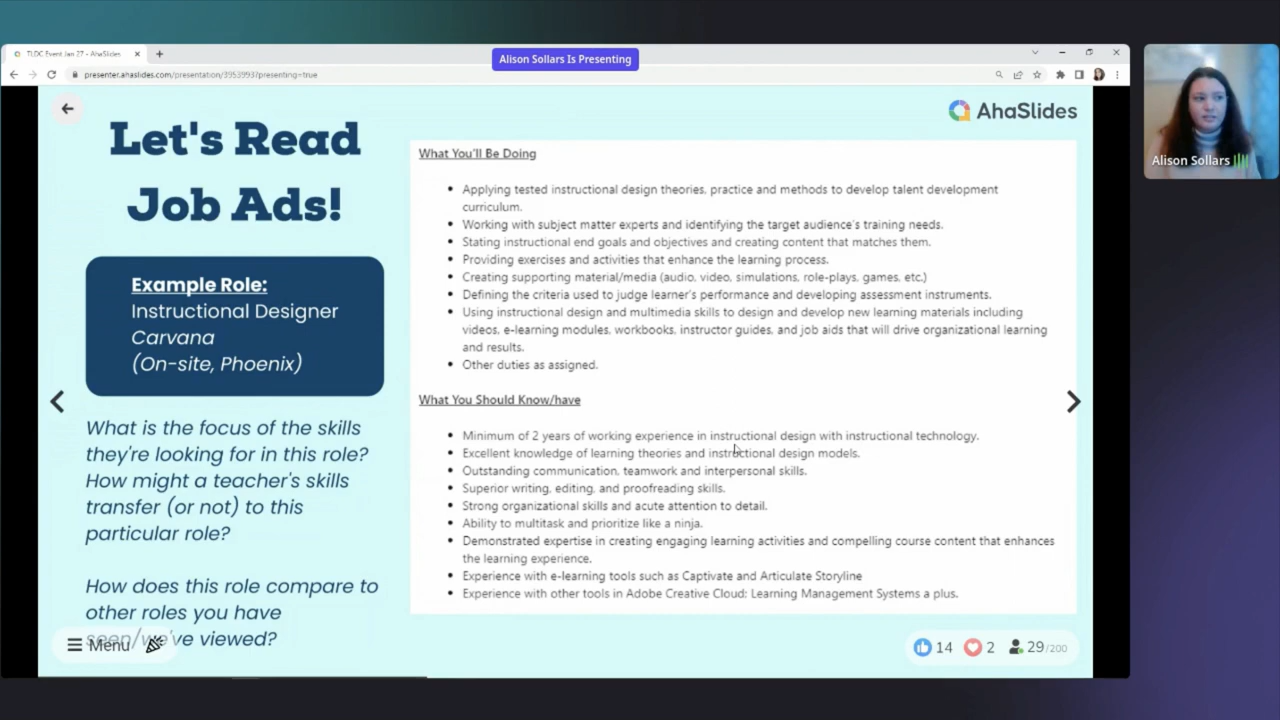 TLDC Event Jan 27 - AhaSlides
Alison Sollars Is Presenting
presenter.ahaslides.com/presentation/3953993?presenting=true
AhaSlides
Let's Read
Job Ads!
Example Role:
Instructional Designer
Carvana
(On-site, Phoenix)
What is the focus of the skills
they're looking for in this role?
How might a teacher's skills
transfer (or not) to this
particular role?
How does this role compare to
other roles you have
seen/we've viewed?
Menu
What You'll Be Doing
Applying tested instructional design theories, practice and methods to develop talent development
curriculum.
Working with subject matter experts and identifying the target audience's training needs.
Stating instructional end goals and objectives and creating content that matches them.
Providing exercises and activities that enhance the learning process.
Creating supporting material/media (audio, video, simulations, role-plays, games, etc.)
Defining the criteria used to judge learner's performance and developing assessment instruments.
Using instructional design and multimedia skills to design and develop new learning materials including
videos, e-learning modules, workbooks, instructor guides, and job aids that will drive organizational learning
and results.
Other duties as assigned.
What You Should Know/have
Minimum of 2 years of working experience in instructional design with instructional technology.
Excellent knowledge of learning theories and instructional design models.
Outstanding communication, teamwork and interpersonal skills.
Superior writing, editing, and proofreading skills.
Strong organizational skills and acute attention to detail.
Ability to multitask and prioritize like a ninja.
Demonstrated expertise in creating engaging learning activities and compelling course content that enhances
the learning experience.
Experience with e-learning tools such as Captivate and Articulate Storyline
Experience with other tools in Adobe Creative Cloud: Learning Management Systems a plus.
14
2
29/200
Alison Sollars